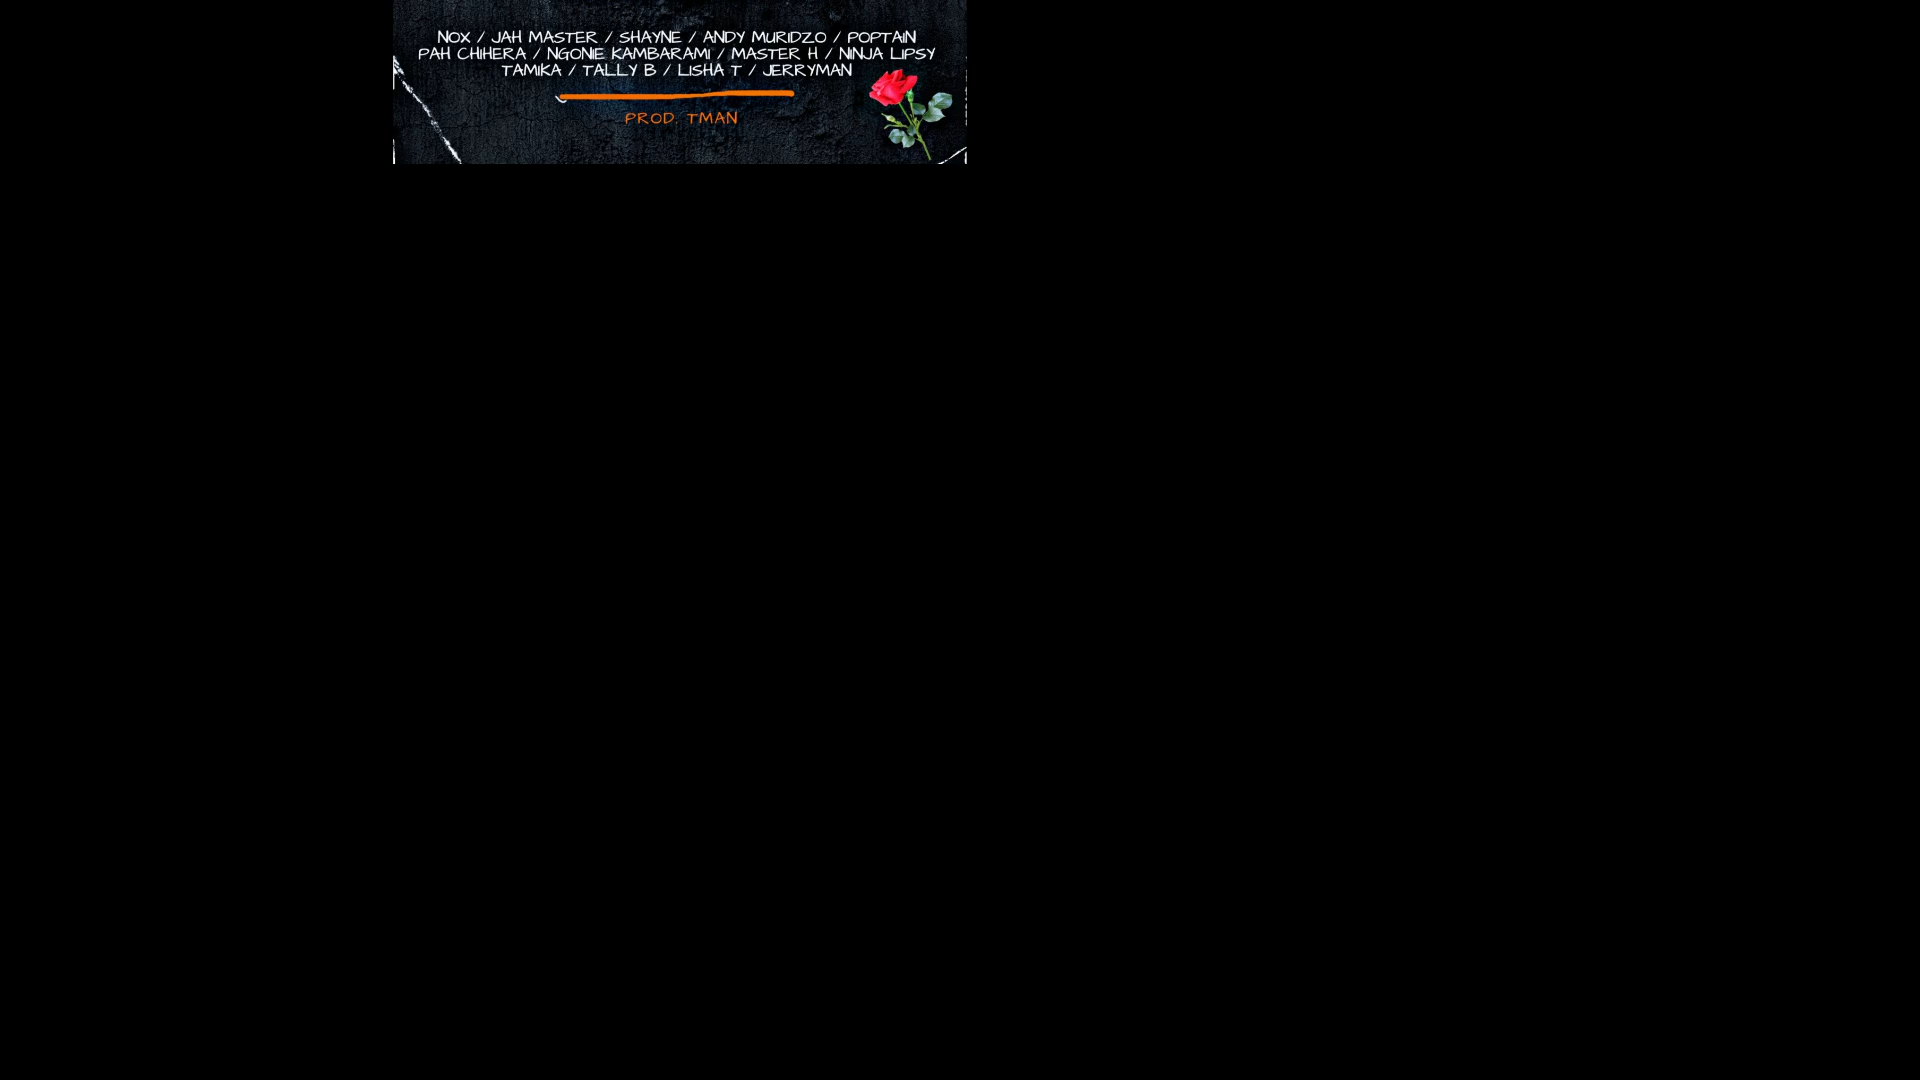 NOX / JAH MASTER / SHAYNE / ANDY MURIDZO / POPTAIN
PAH CHIHERA / NGONIE KAMBARAMI / MASTER H / NINJA LIPSY
TAMIKA / TALLY B / LISHA T / JERRYMAN
PROD. TMAN